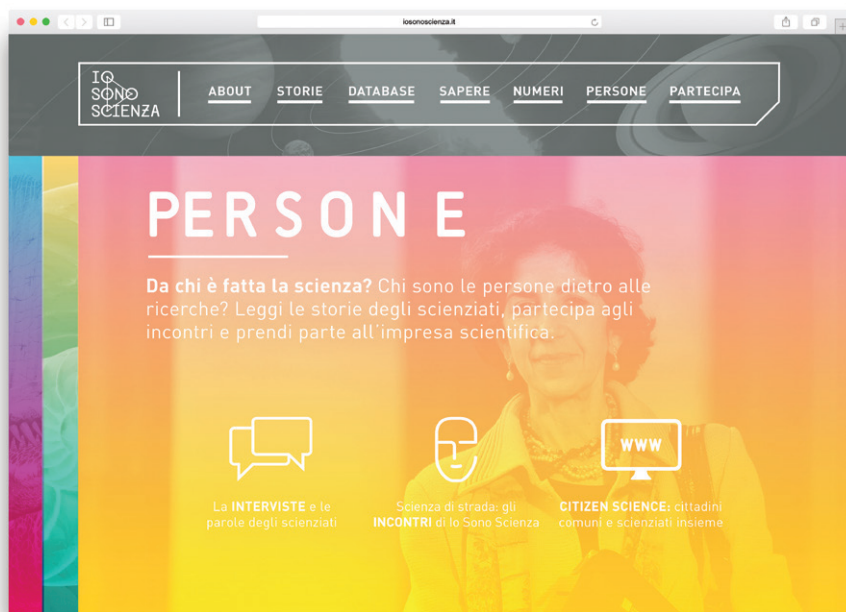 iosonoscienza.it
IO
SONO
SCIENZA
ABOUT STORIE DATABASE SAPERE NUMERI PERSONE PARTECIPA
PERSONE
Da chi è fatta la scienza? Chi sono le persone dietro alle
ricerche? Leggi le storie degli scienziati, partecipa agli
incontri e prendi parte all'impresa scientifica.
La INTERVISTE e le
parole degli scienziati
Scienza di strada: gli
INCONTRI di Io Sono Scienza
WWW
CITIZEN SCIENCE: cittadini
comuni e scienziati insieme